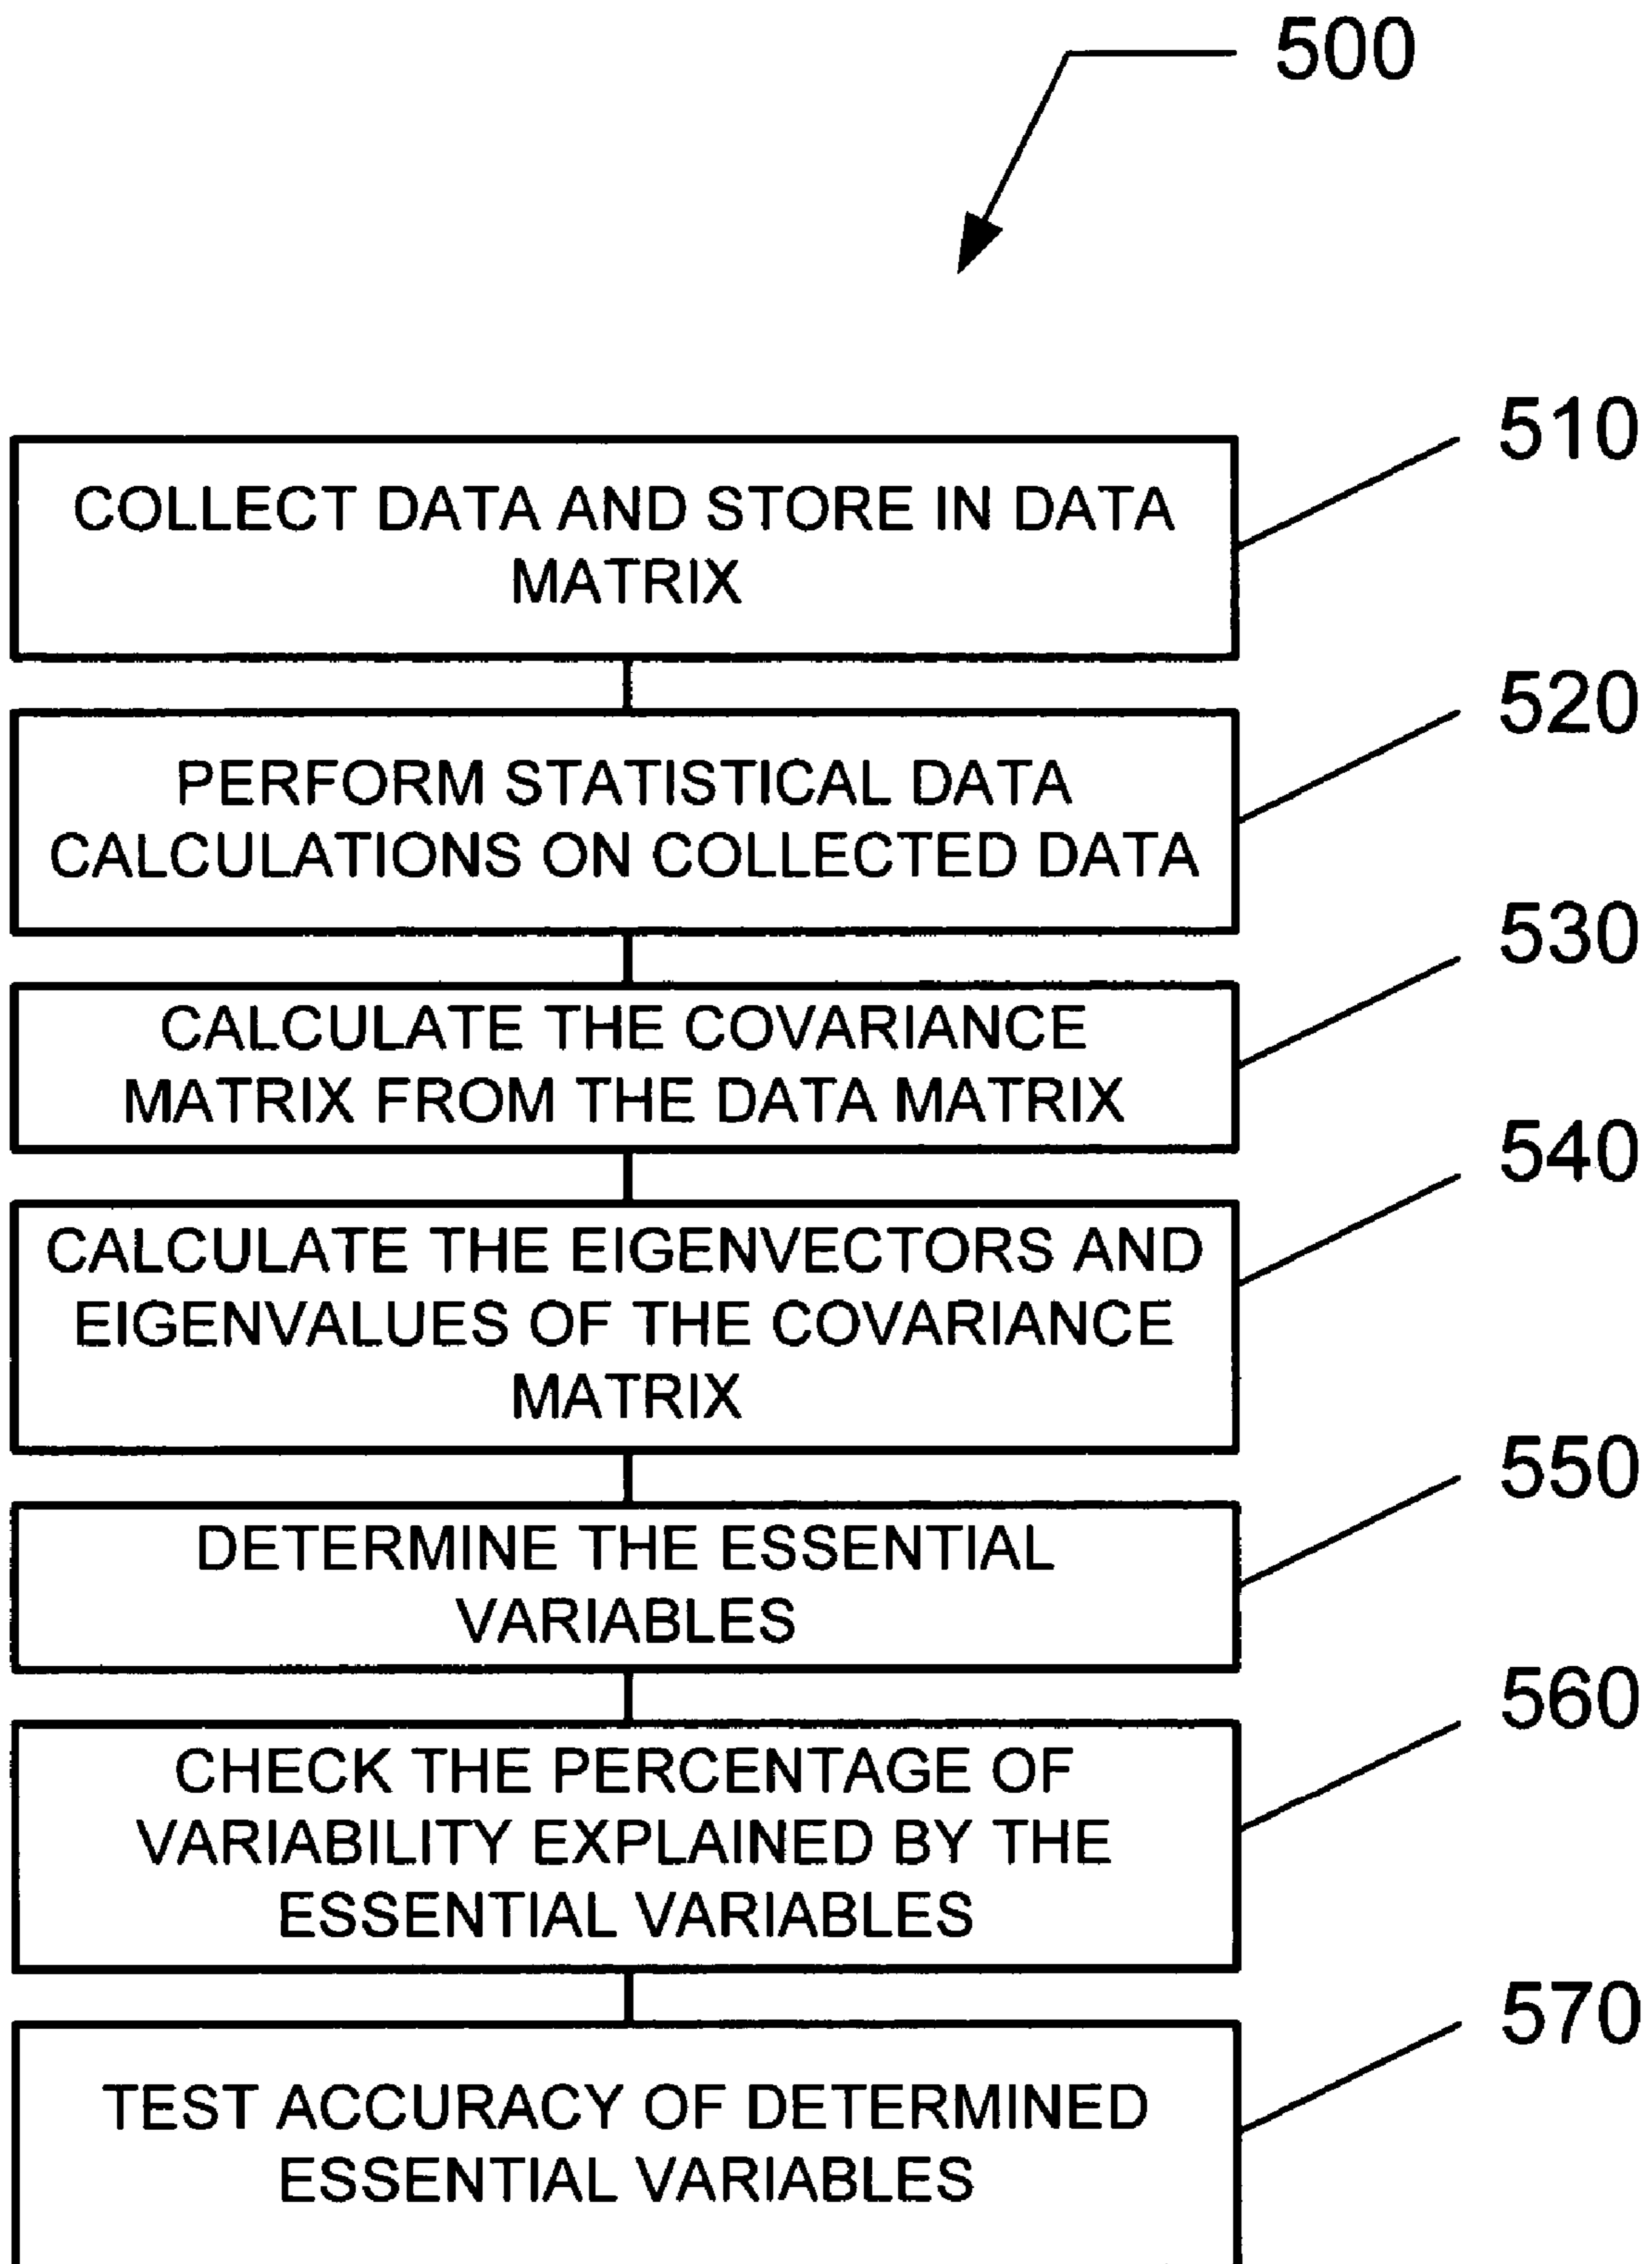 500
510
COLLECT DATA AND STORE IN DATA
MATRIX
520
PERFORM STATISTICAL DATA
CALCULATIONS ON COLLECTED DATA
530
CALCULATE THE COVARIANCE
MATRIX FROM THE DATA MATRIX
540
CALCULATE THE EIGENVECTORS AND
EIGENVALUES OF THE COVARIANCE
MATRIX
550
DETERMINE THE ESSENTIAL
VARIABLES
560
CHECK THE PERCENTAGE OF
VARIABILITY EXPLAINED BY THE
ESSENTIAL VARIABLES
570
TEST ACCURACY OF DETERMINED
ESSENTIAL VARIABLES